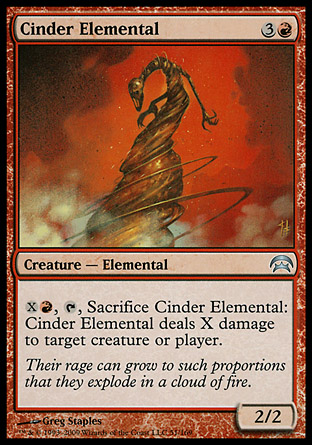 Cinder Elemental 3
Creature — Elemental
X, , Sacrifice Cinder Elemental:
Cinder Elemental deals X damage
to target creature or player.
Their rage can grow to such proportions
that they explode in a cloud of fire.
Greg Staples
2/2